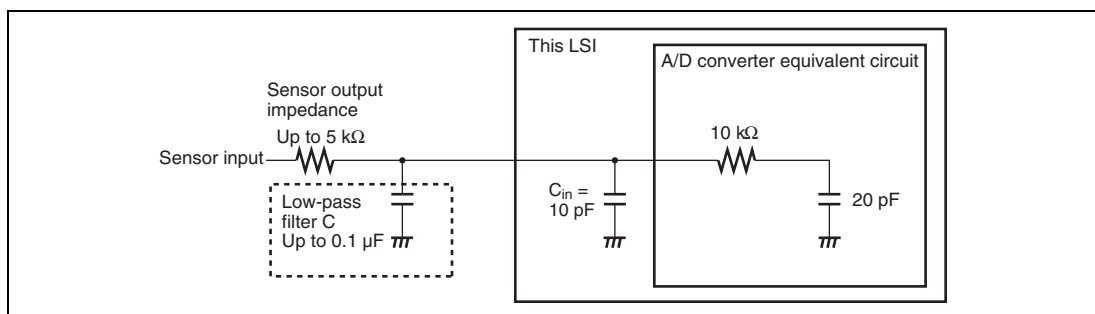 This LSI
A/D converter equivalent circuit
Sensor output
impedance
Up to 5 kΩ
10 kΩ
Sensor input
Low-pass
filter C
Up to 0.1 μF
Cin =
10 pF
20 pF